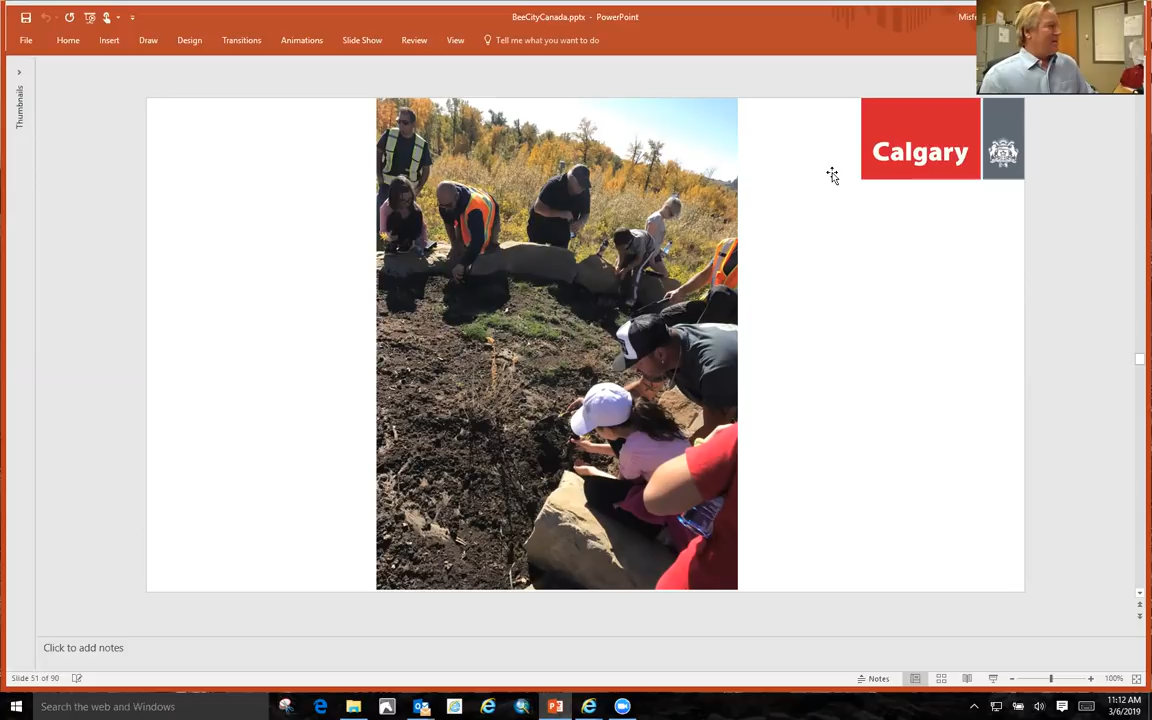 BeeCityCanada.pptx - PowerPoint
Misfe
File Home Insert Draw Design Transitions Animations Slide Show Review View Tell me what you want to do
Thumbnails
Calgary
Click to add notes
Slide 51 of 90
Notes
100%
Search the web and Windows
11:12 AM
3/6/2019